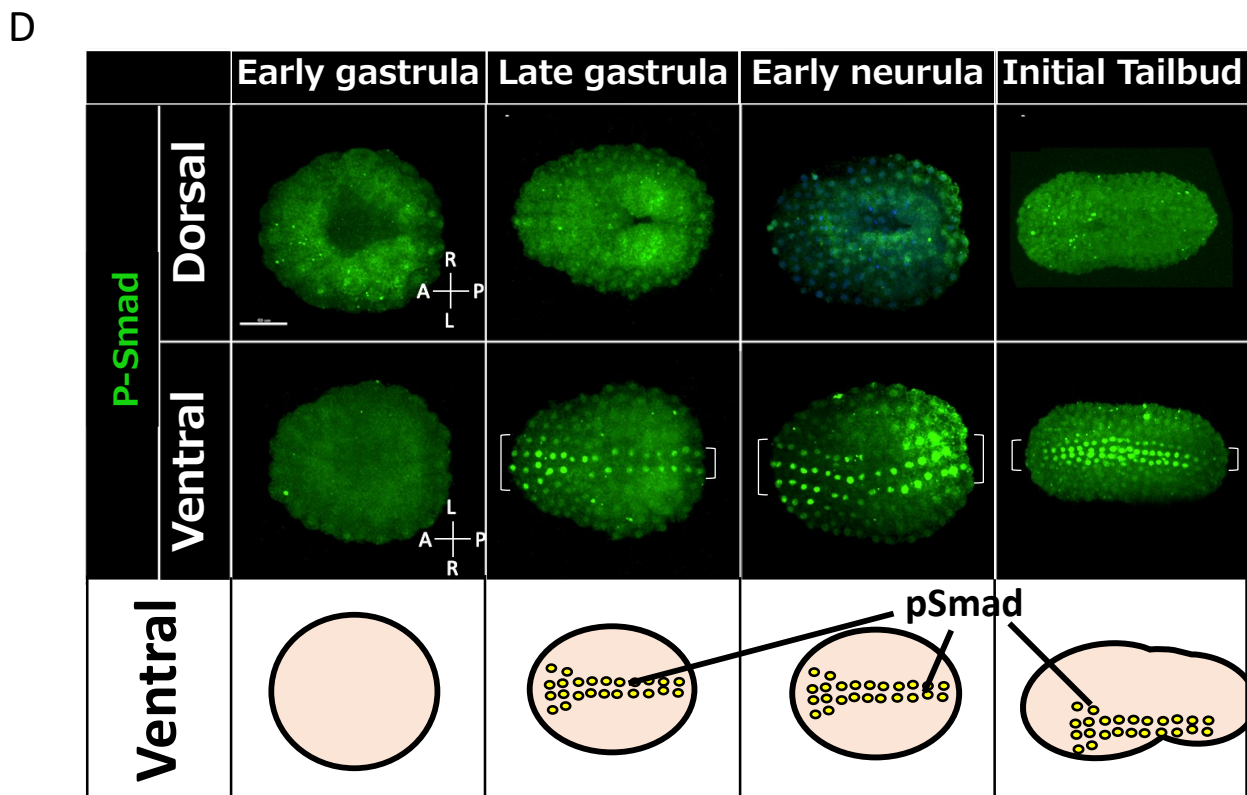 D
Early gastrula
Late gastrula
Early neurula
Initial Tailbud
P-Smad
Dorsal
R
A
P
L
Ventral
L
A
P
R
Ventral
pSmad